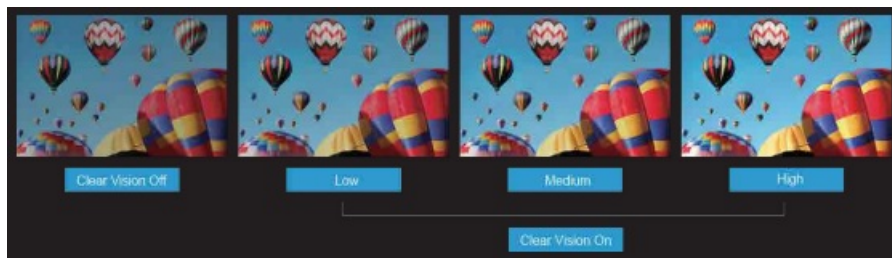 Clear Vision Off
Low
Medium
High
Clear Vision On